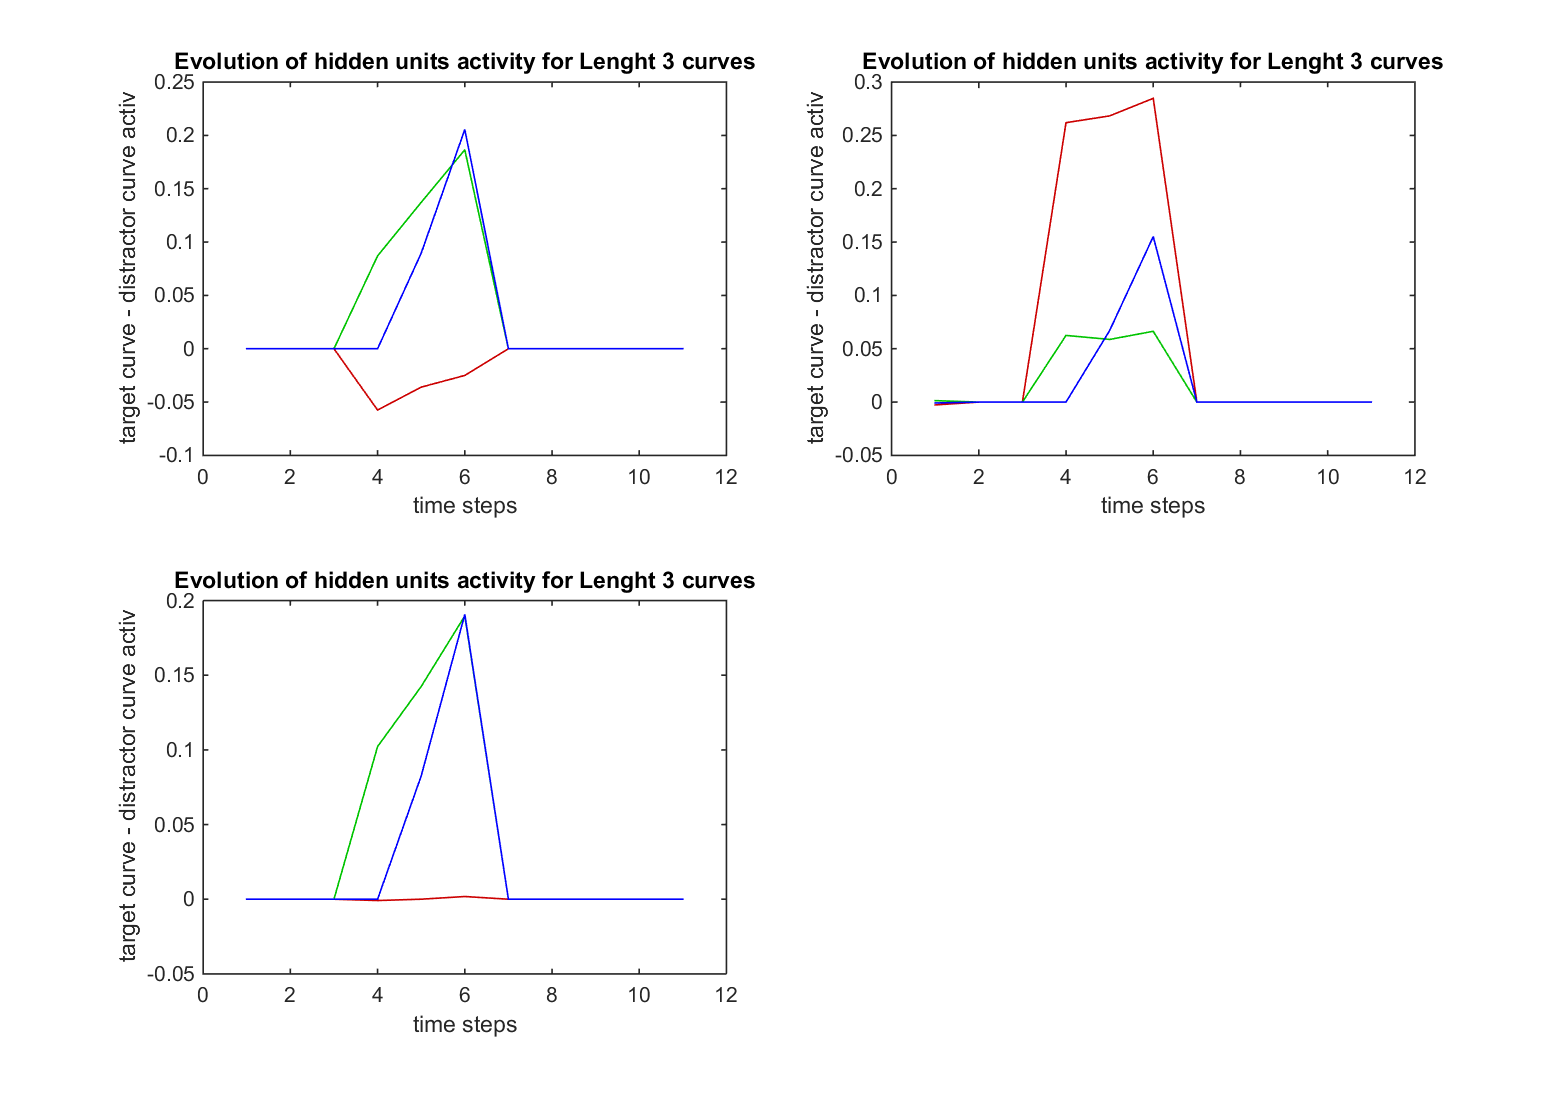 Evolution of hidden units activity for Lenght 3 curves
target curve - distractor curve activ
0.25
0.2
0.15
0.1
0.05
0
-0.05
-0.1
0 2 4 6 8 10 12
time steps
Evolution of hidden units activity for Lenght 3 curves
target curve - distractor curve activ
0.3
0.25
0.2
0.15
0.1
0.05
0
-0.05
0 2 4 6 8 10 12
time steps
Evolution of hidden units activity for Lenght 3 curves
target curve - distractor curve activ
0.2
0.15
0.1
0.05
0
-0.05
0 2 4 6 8 10 12
time steps